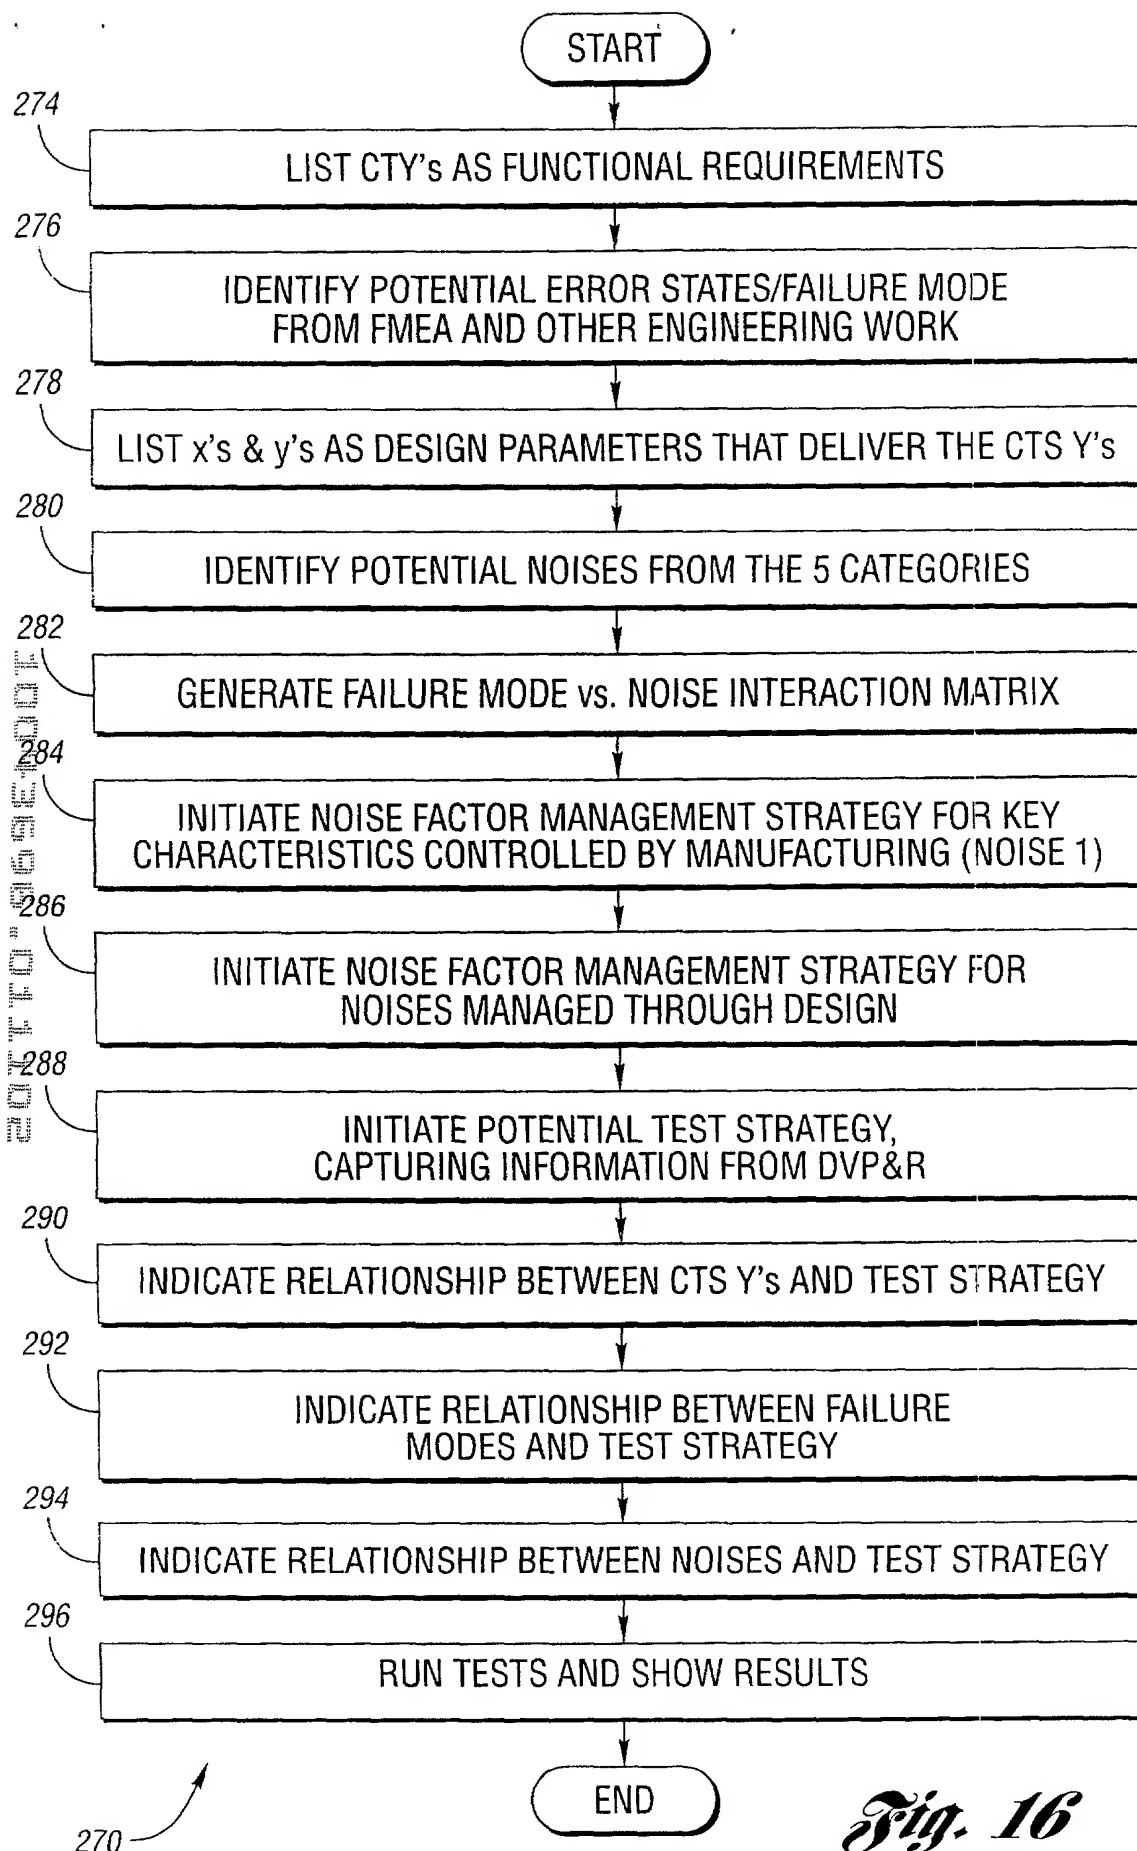 START
274
LIST CTY's AS FUNCTIONAL REQUIREMENTS
276
IDENTIFY POTENTIAL ERROR STATES/FAILURE MODE
FROM FMEA AND OTHER ENGINEERING WORK
278
LIST x's & y's AS DESIGN PARAMETERS THAT DELIVER THE CTS Y's
280
IDENTIFY POTENTIAL NOISES FROM THE 5 CATEGORIES
282
GENERATE FAILURE MODE vs. NOISE INTERACTION MATRIX
284
INITIATE NOISE FACTOR MANAGEMENT STRATEGY FOR KEY
CHARACTERISTICS CONTROLLED BY MANUFACTURING (NOISE 1)
286
INITIATE NOISE FACTOR MANAGEMENT STRATEGY FOR
NOISES MANAGED THROUGH DESIGN
288
INITIATE POTENTIAL TEST STRATEGY,
CAPTURING INFORMATION FROM DVP&R
290
INDICATE RELATIONSHIP BETWEEN CTS Y's AND TEST STRATEGY
292
INDICATE RELATIONSHIP BETWEEN FAILURE
MODES AND TEST STRATEGY
294
INDICATE RELATIONSHIP BETWEEN NOISES AND TEST STRATEGY
296
RUN TESTS AND SHOW RESULTS
END
270
Fig. 16